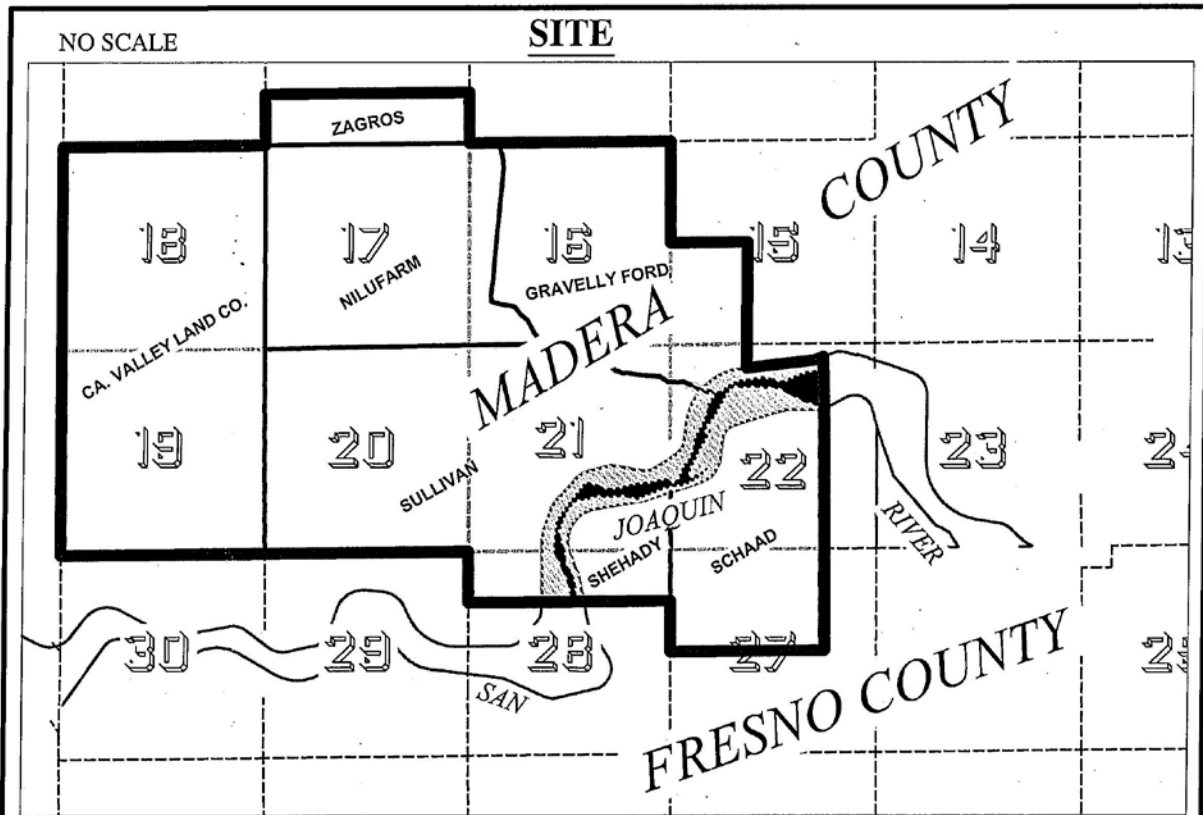 NO SCALE
SITE
ZAGROS
COUNTY
18
17
16
15
14
13
NILUFARM
GRAVELLY FORD
CA. VALLEY LAND CO.
MADERA
19
20
21
22
23
SULLIVAN
JOAQUIN
RIVER
SHEHADY
SCHAAD
30
29
28
27
SAN
FRESNO COUNTY